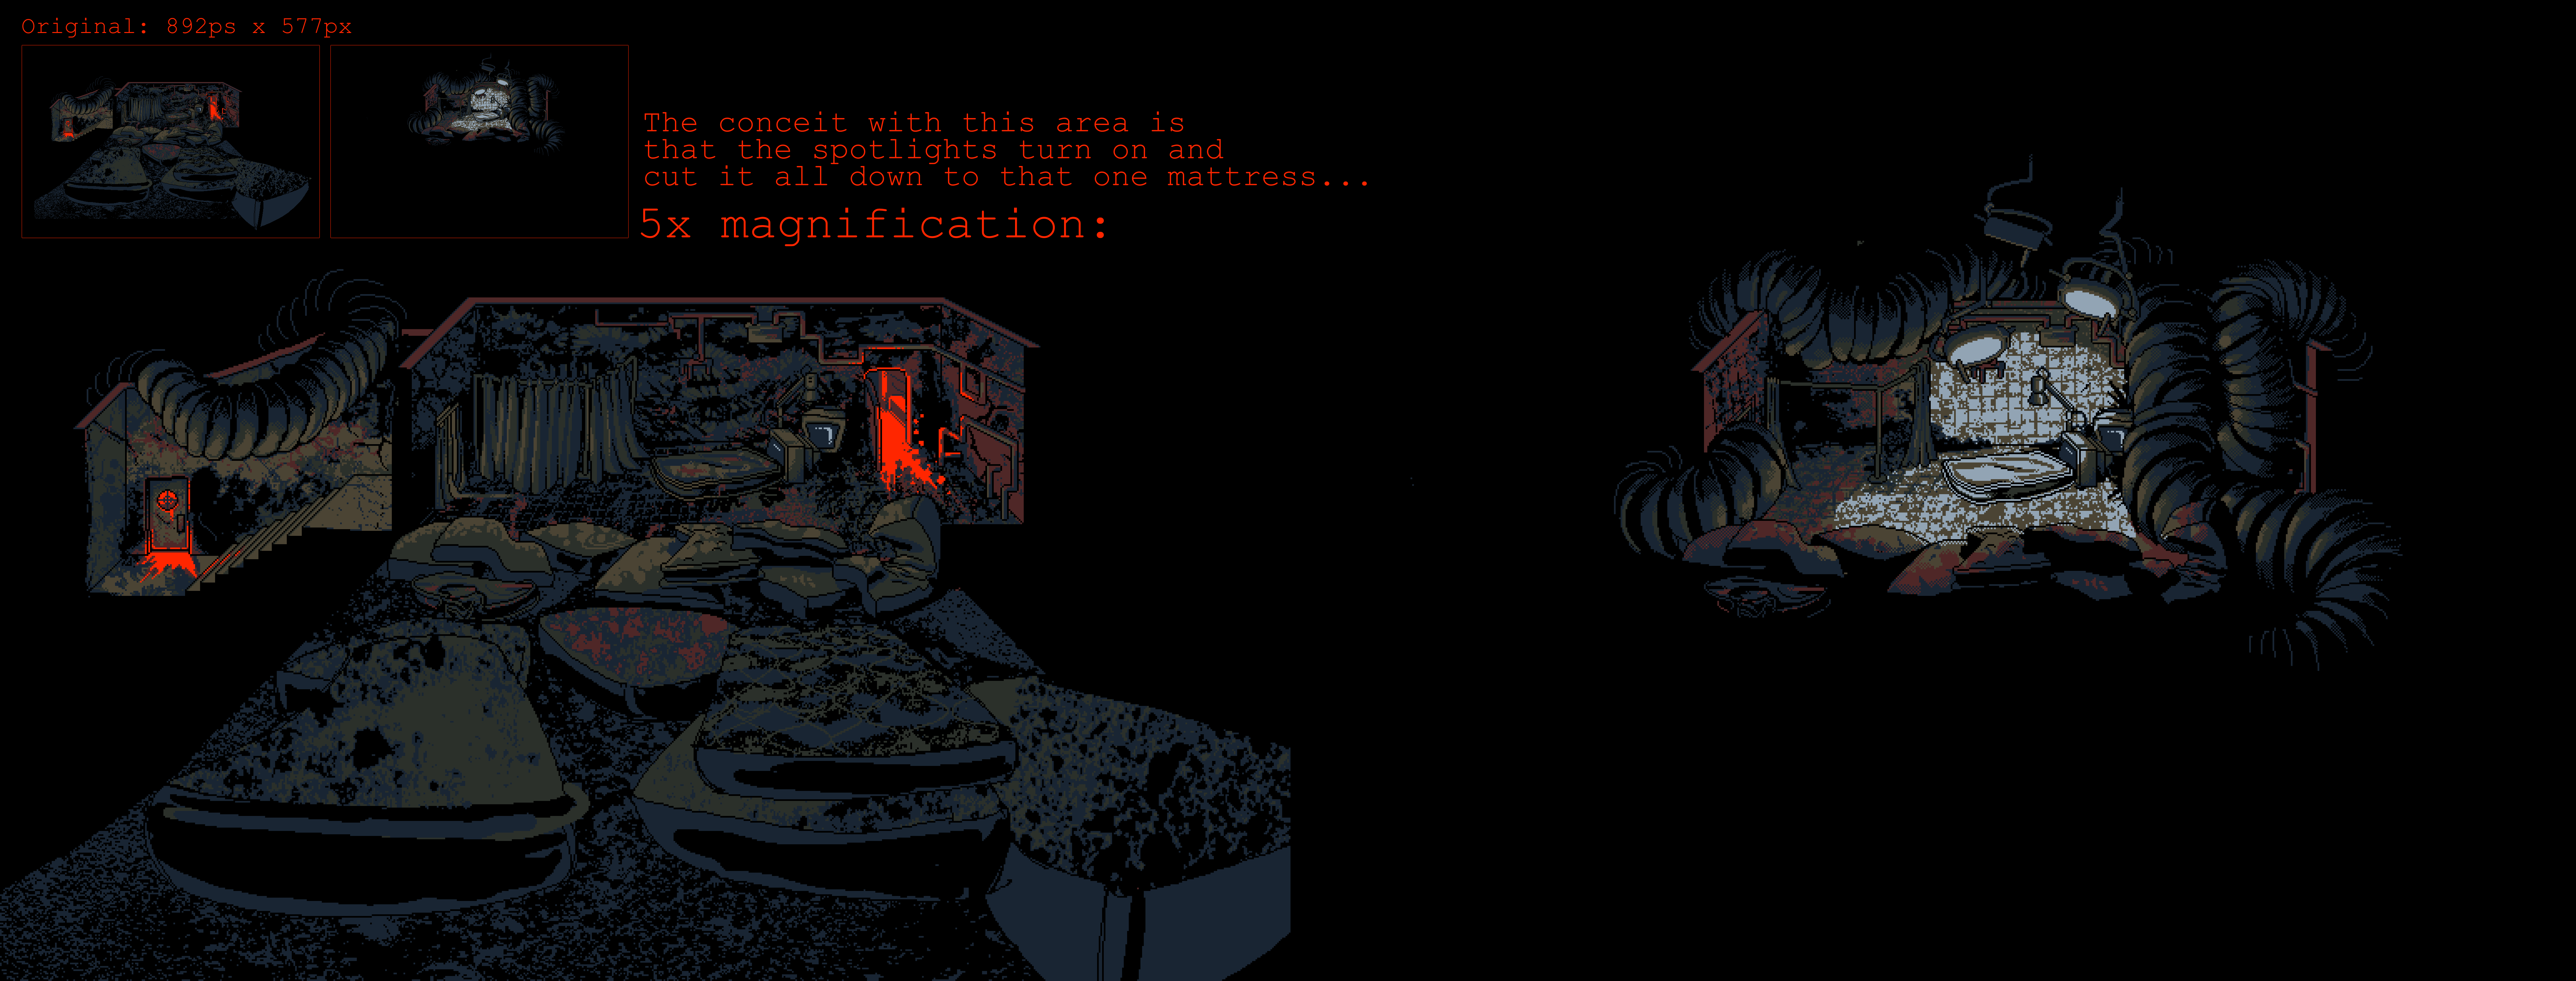 Original: 892ps x 577px
The conceit with this area is
that the spotlights turn on and
cut it all down to that one mattress...
5x magnification: